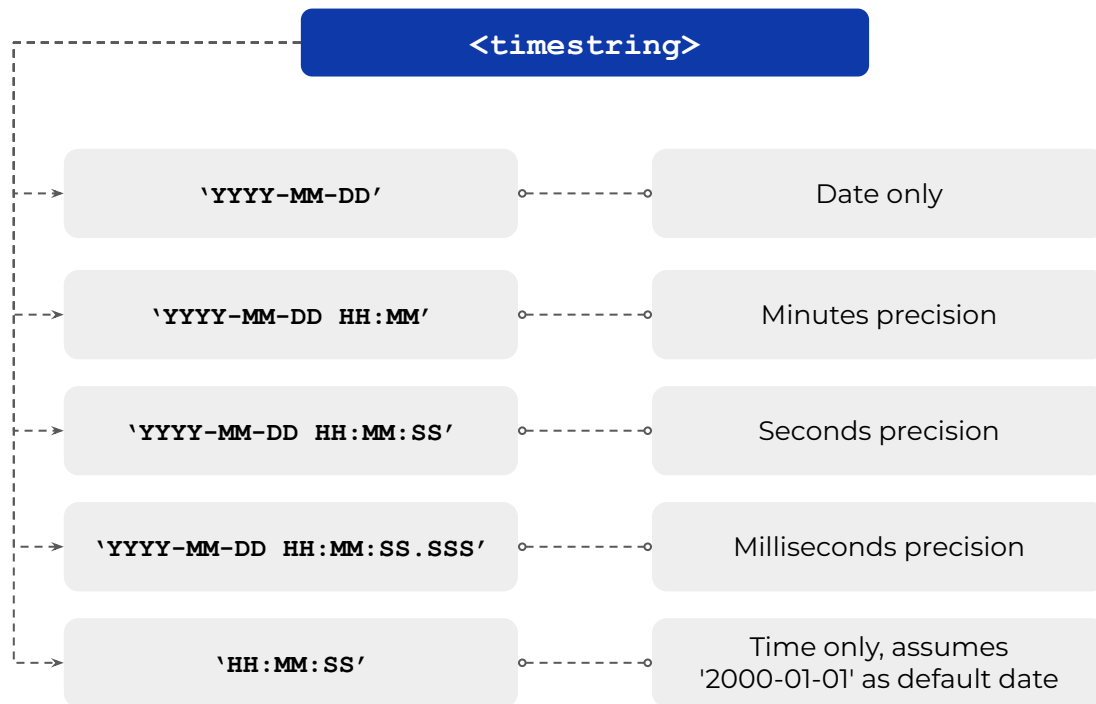 <timestring>
‘YYYY-MM-DD’
Date only
‘YYYY-MM-DD HH:MM’
Minutes precision
‘YYYY-MM-DD HH:MM:SS’
Seconds precision
‘YYYY-MM-DD HH:MM:SS.SSS’
Milliseconds precision
‘HH:MM:SS’
Time only, assumes
'2000-01-01' as default date